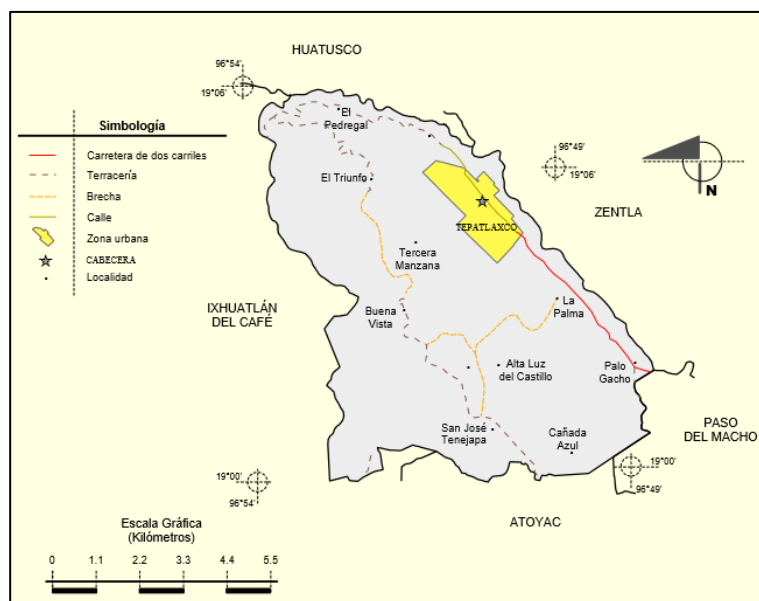 HUATUSCO
96°54'
19°06'
Simbología
Carretera de dos carriles
Terracería
Brecha
Calle
Zona urbana
CABECERA
Localidad
El
Pedregal
El Triunfo
96°49'
19°06'
N
ZENTLA
TEPATLAXCO
Tercera
Manzana
IXHUATLÁN
DEL CAFÉ
Buena
Vista
La
Palma
Alta Luz
del Castillo
Palo
Gacho
San José
Tenejapa
Cañada
Azul
PASO
DEL MACHO
19°00'
96°54'
19°00'
96°49'
ATOYAC
Escala Gráfica
(Kilómetros)
0 1.1 2.2 3.3 4.4 5.5